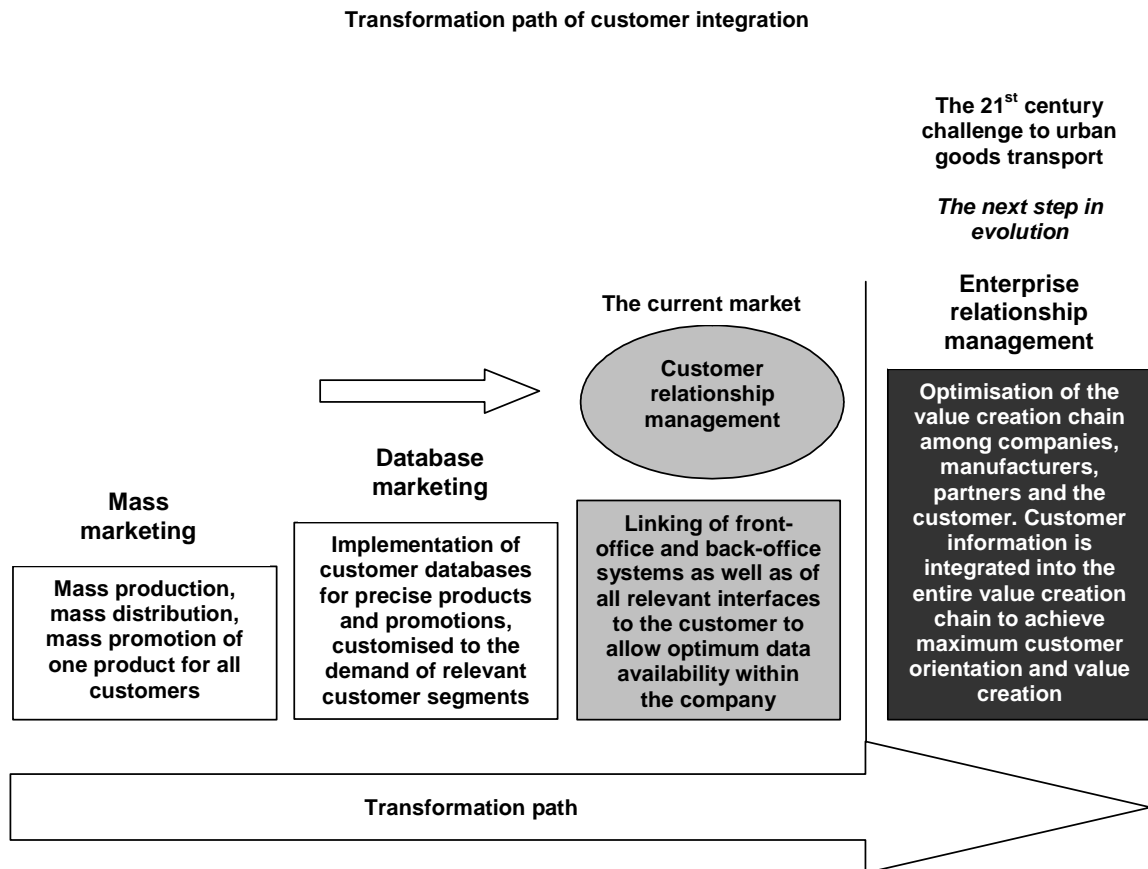 Transformation path of customer integration
The 21st century
challenge to urban
goods transport
The next step in
evolution
Enterprise
relationship
management
Optimisation of the
value creation chain
among companies,
manufacturers,
partners and the
customer. Customer
information is
integrated into the
entire value creation
chain to achieve
maximum customer
orientation and value
creation
The current market
Customer
relationship
management
Linking of front-
office and back-office
systems as well as of
all relevant interfaces
to the customer to
allow optimum data
availability within
the company
Database
marketing
Implementation of
customer databases
for precise products
and promotions,
customised to the
demand of relevant
customer segments
Mass
marketing
Mass production,
mass distribution,
mass promotion of
one product for all
customers
Transformation path